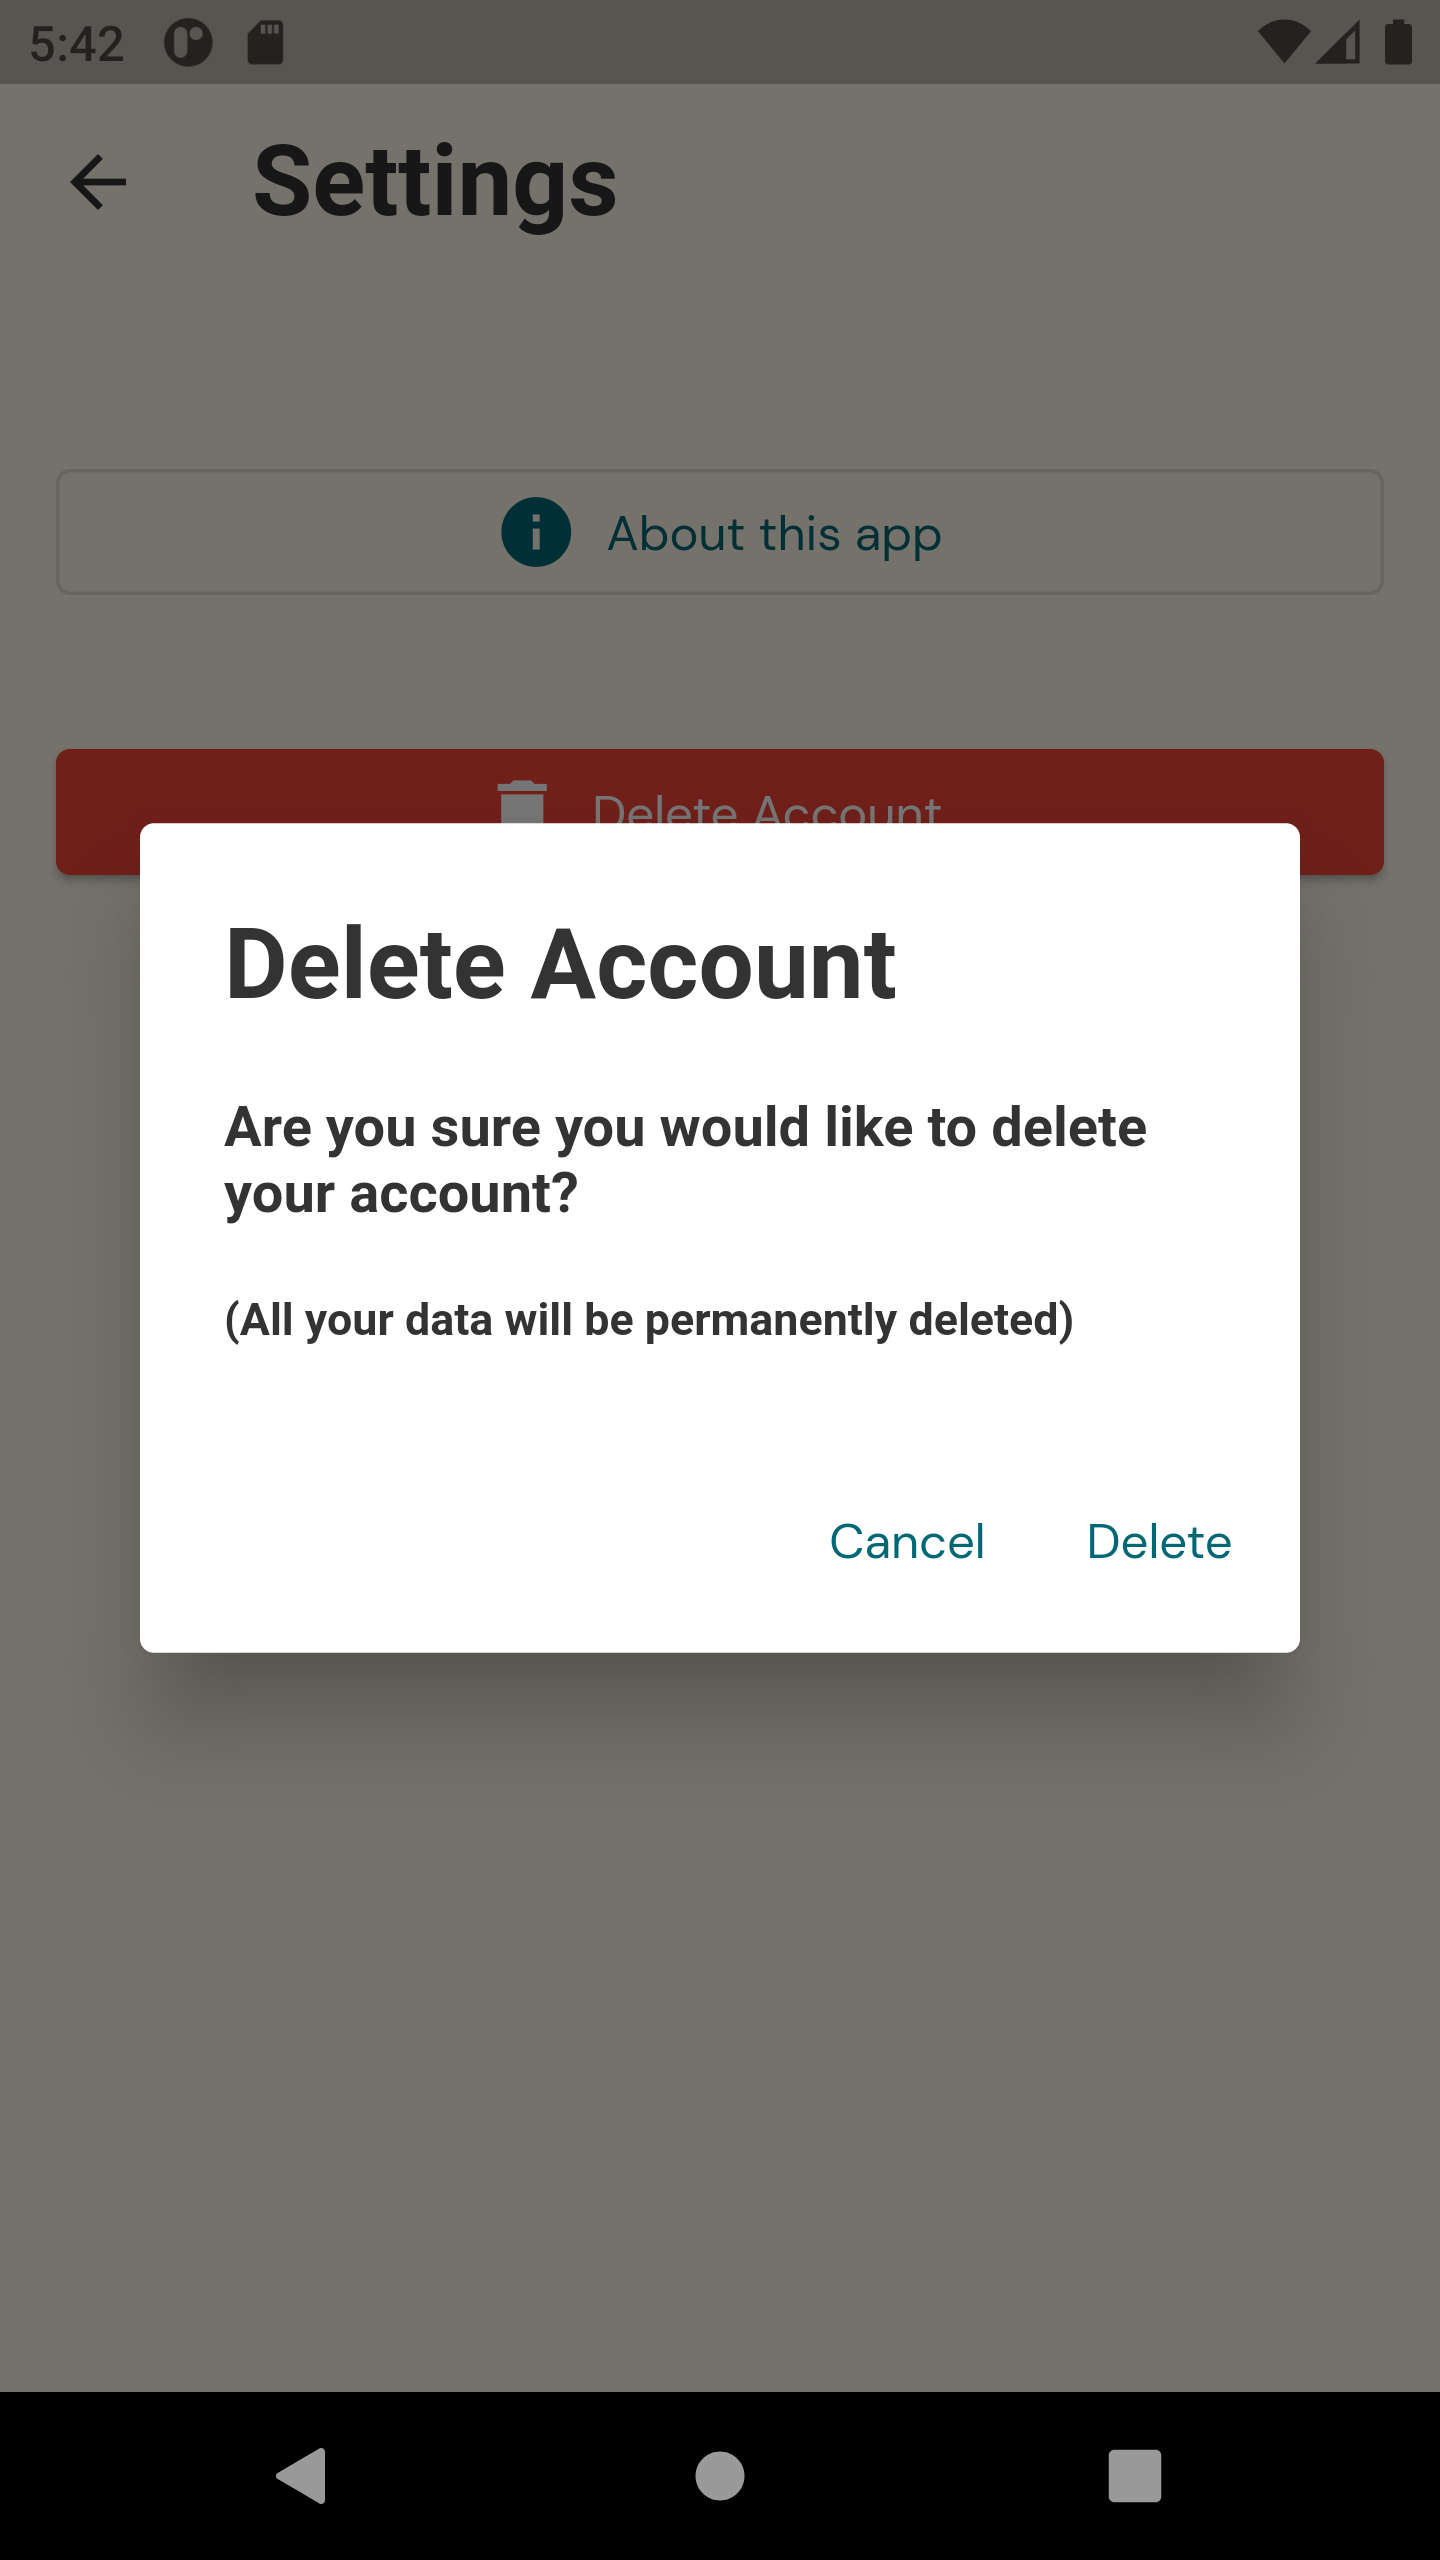 5:42
Settings
About this app
Delete Account
Delete Account
Are you sure you would like to delete
your account?
(All your data will be permanently deleted)
Cancel
Delete